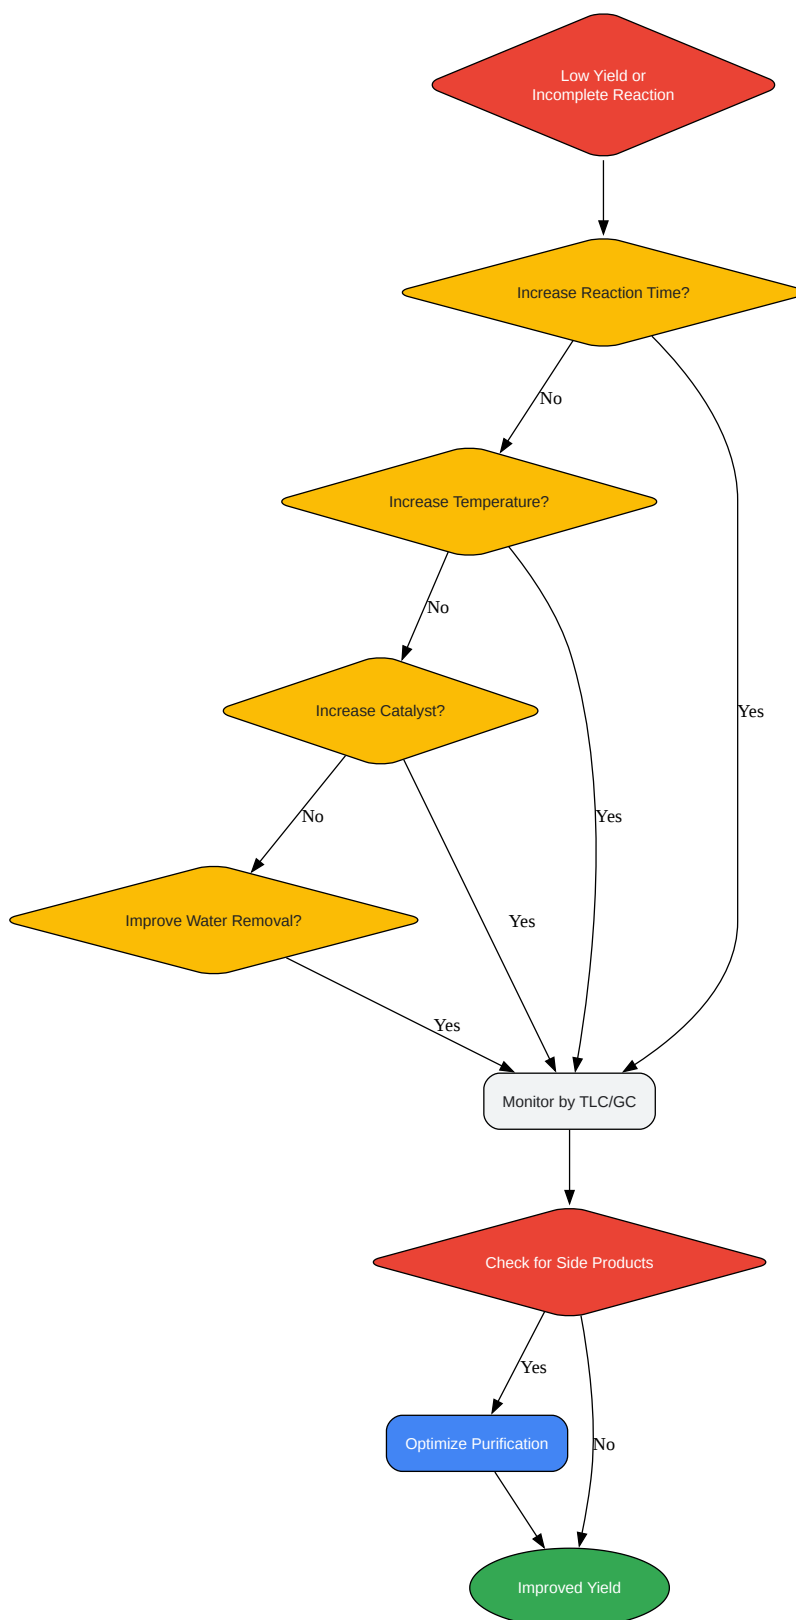 Low Yield or
Incomplete Reaction
Increase Reaction Time?
No
Increase Temperature?
No
Yes
Increase Catalyst?
No
Yes
Yes
Improve Water Removal?
Yes
Monitor by TLC/GC
Check for Side Products
Yes
Optimize Purification
No
Improved Yield